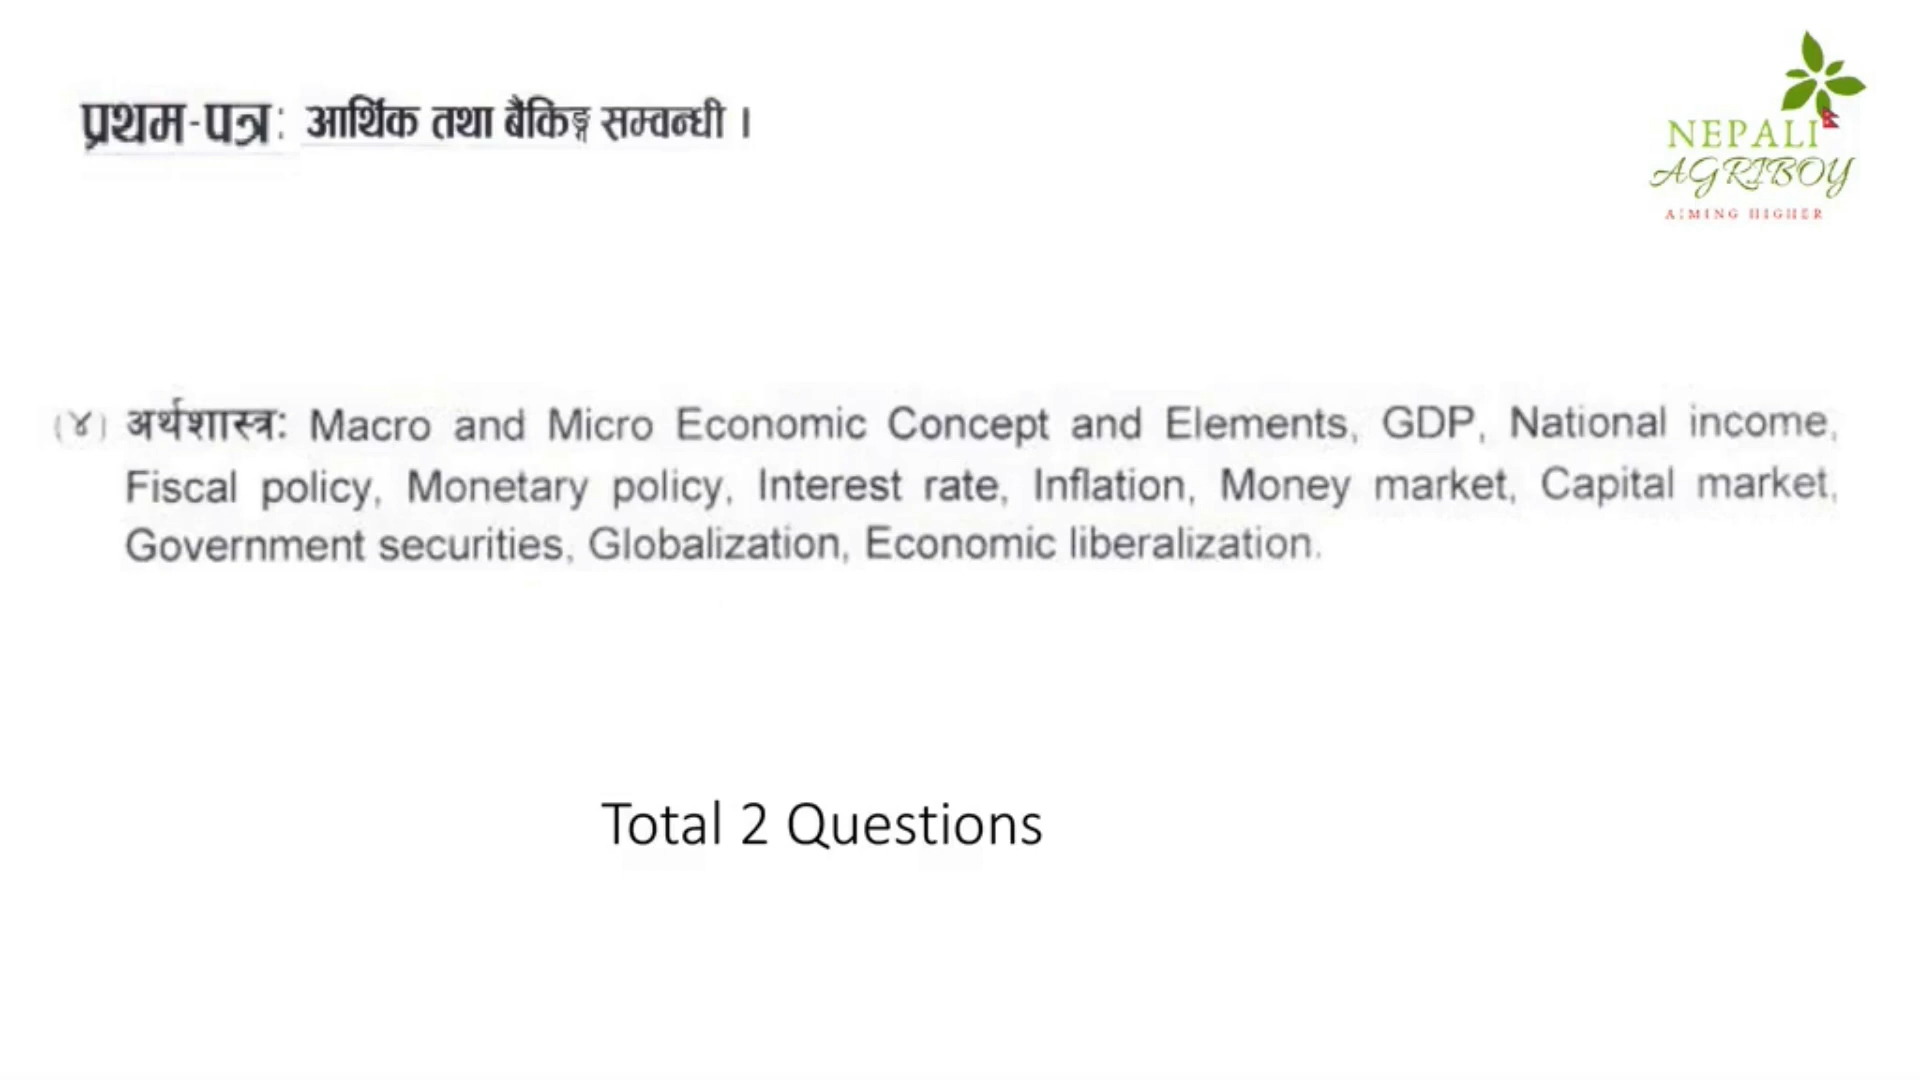 प्रथम-पत्र: आर्थिक तथा बैकिङ्ग सम्वन्धी ।
NEPALI
AGRIBOY
AIMING HIGHER
(४) अर्थशास्त्र: Macro and Micro Economic Concept and Elements, GDP, National income,
Fiscal policy, Monetary policy, Interest rate, Inflation, Money market, Capital market,
Government securities, Globalization, Economic liberalization.
Total 2 Questions